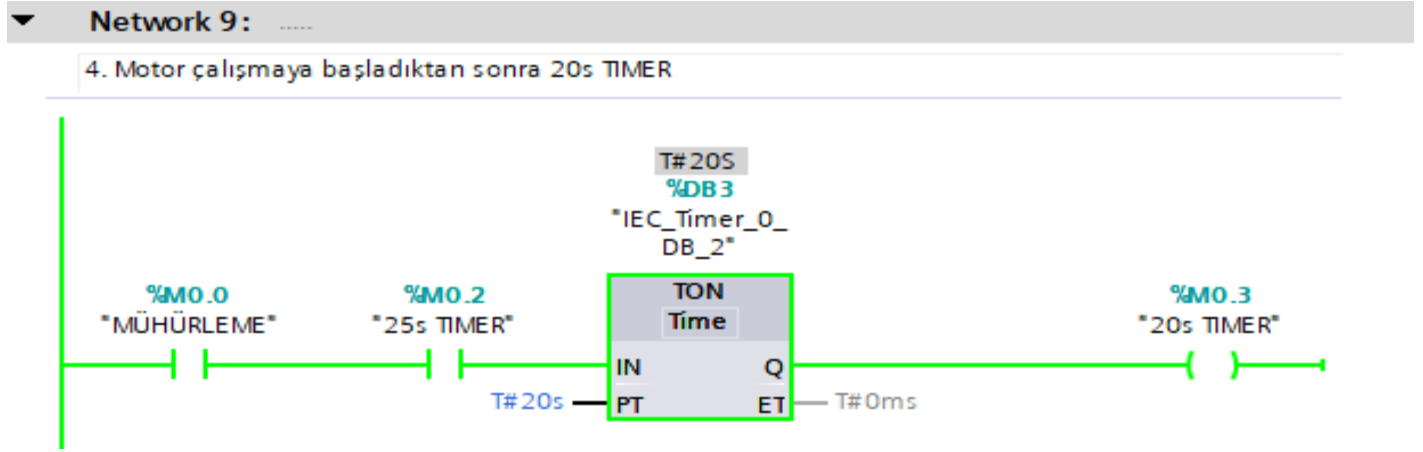 Network 9: .....
4. Motor çalışmaya başladıktan sonra 20s TIMER
T#20S
%DB3
"IEC_Timer_0_
DB_2"
%M0.0
"MÜHÜRLEME"
%M0.2
"25s TIMER"
TON
Time
%M0.3
"20s TIMER"
IN Q
T#20s PT ET T#0ms